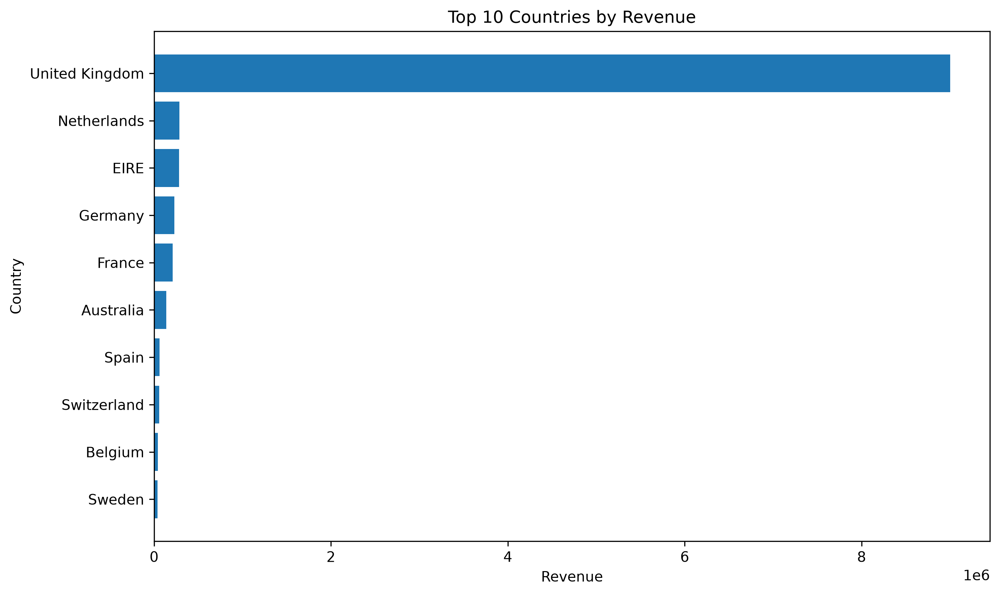 Top 10 Countries by Revenue
United Kingdom
Netherlands
EIRE
Germany
France
Australia
Spain
Switzerland
Belgium
Sweden
Country
0 2 4 6 8
Revenue
1e6